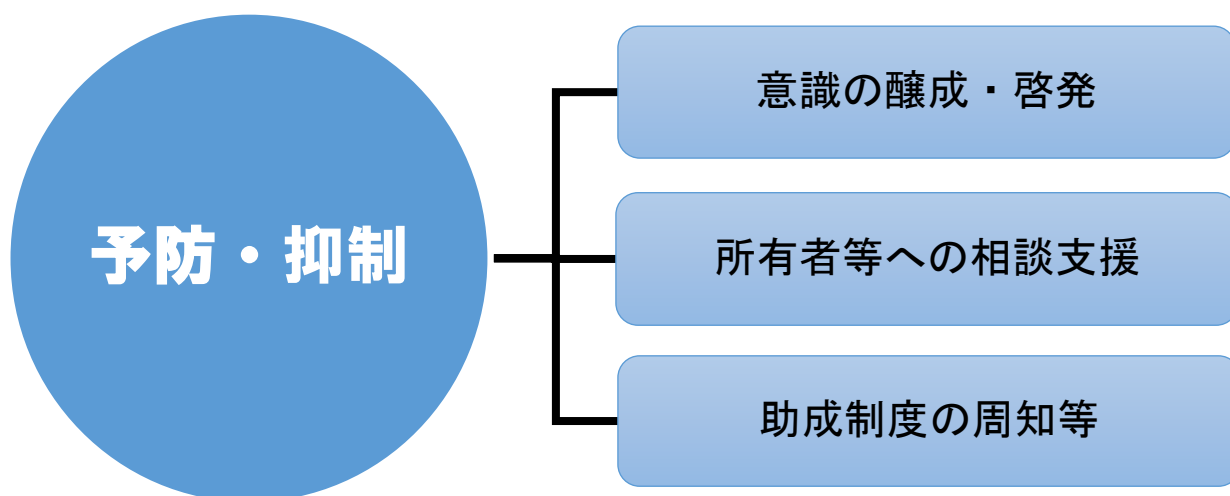 予防・抑制
意識の醸成・啓発
所有者等への相談支援
助成制度の周知等